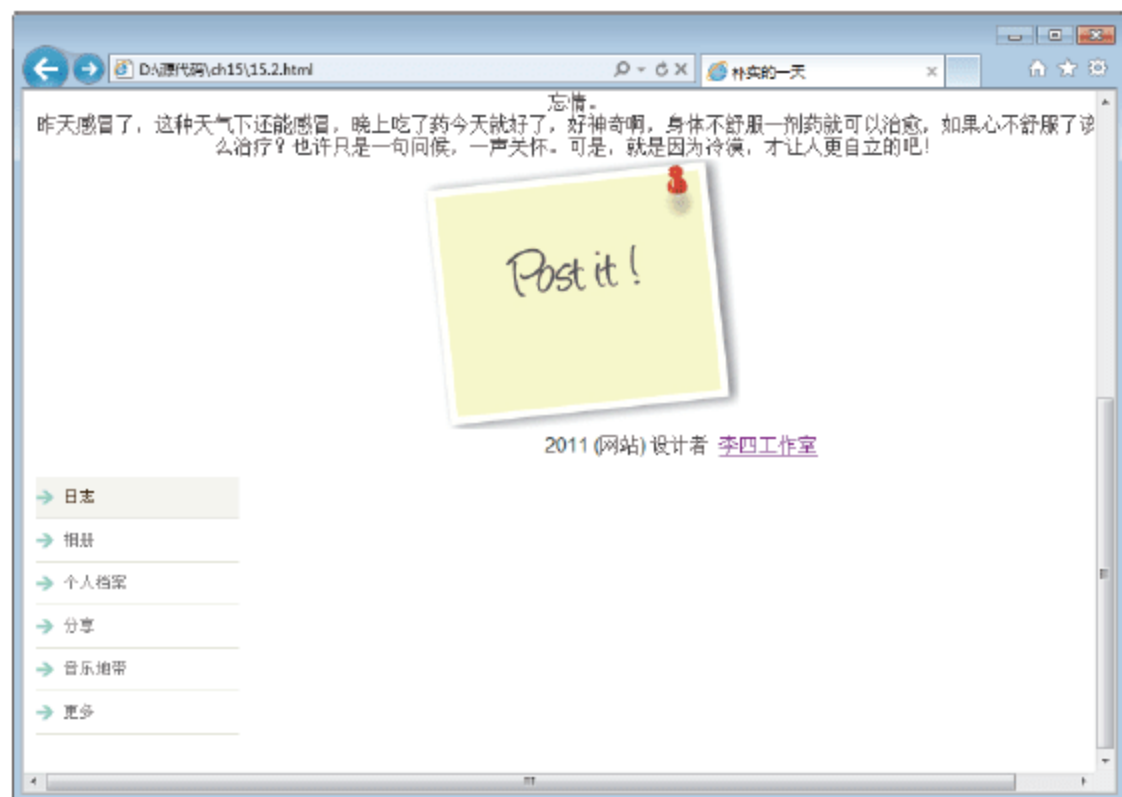 D:\源代码\ch15\15.2.html
朴实的一天
忘情。
昨天感冒了，这种天气下还能感冒，晚上吃了药今天就好了，好神奇啊，身体不舒服一剂药就可以治愈，如果心不舒服了该
么治疗？也许只是一句问候，一声关怀。可是，就是因为冷漠，才让人更自立的吧！
Post it!
2011 (网站) 设计者 李四工作室
日志
相册
个人档案
分享
音乐地带
更多